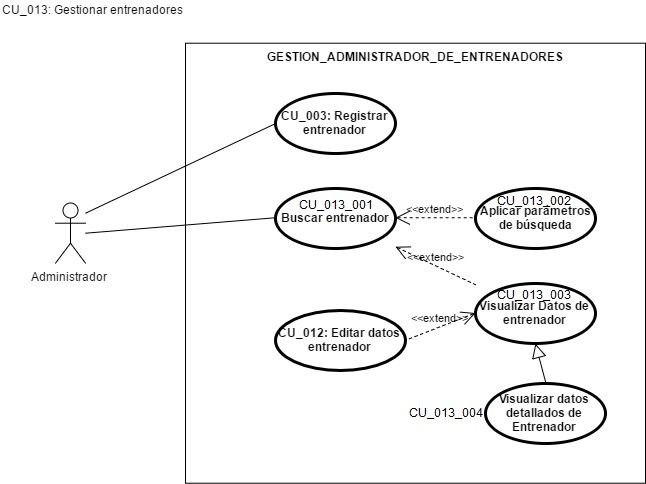 CU_013: Gestionar entrenadores
GESTION_ADMINISTRADOR_DE_ENTRENADORES
CU_003: Registrar
entrenador
CU_013_001
Buscar entrenador
<<extend>>
CU_013_002
Aplicar parámetros
de búsqueda
Administrador
<<extend>>
CU_013_003
Visualizar Datos de
entrenador
<<extend>>
CU_012: Editar datos
entrenador
CU_013_004
Visualizar datos
detallados de
Entrenador